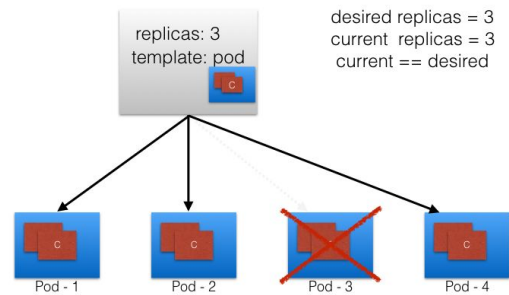 replicas: 3
template: pod
C
desired replicas = 3
current replicas = 3
current == desired
C
C
C
Pod - 1
Pod - 2
Pod - 3
Pod - 4